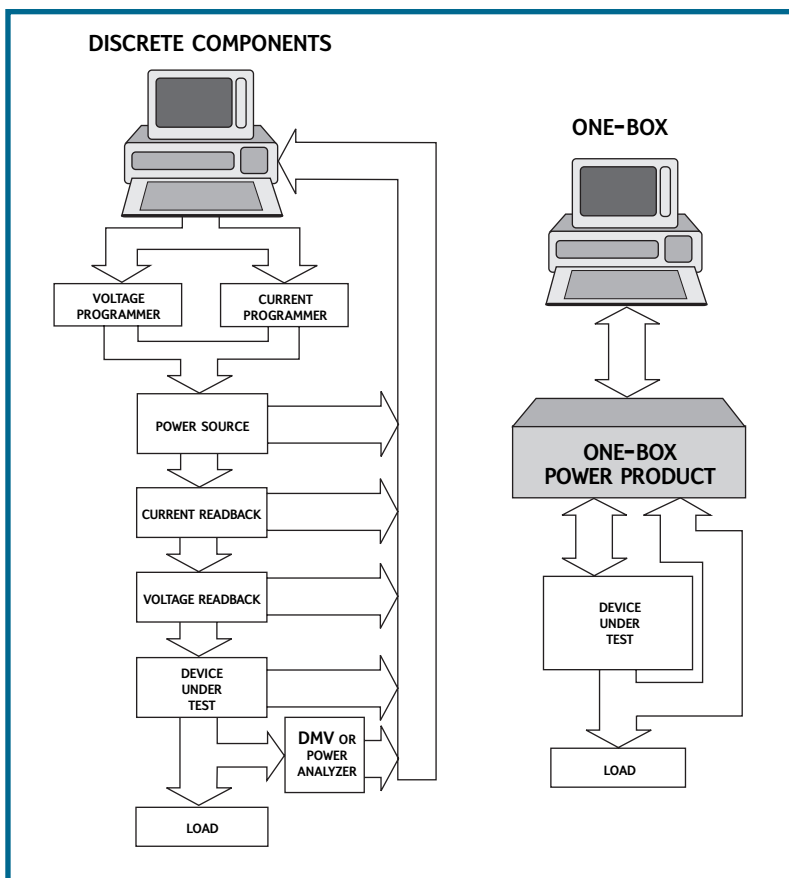 DISCRETE COMPONENTS
VOLTAGE
PROGRAMMER
CURRENT
PROGRAMMER
POWER SOURCE
CURRENT READBACK
VOLTAGE READBACK
DEVICE
UNDER
TEST
DMV OR
POWER
ANALYZER
LOAD
ONE-BOX
ONE-BOX
POWER PRODUCT
DEVICE
UNDER
TEST
LOAD